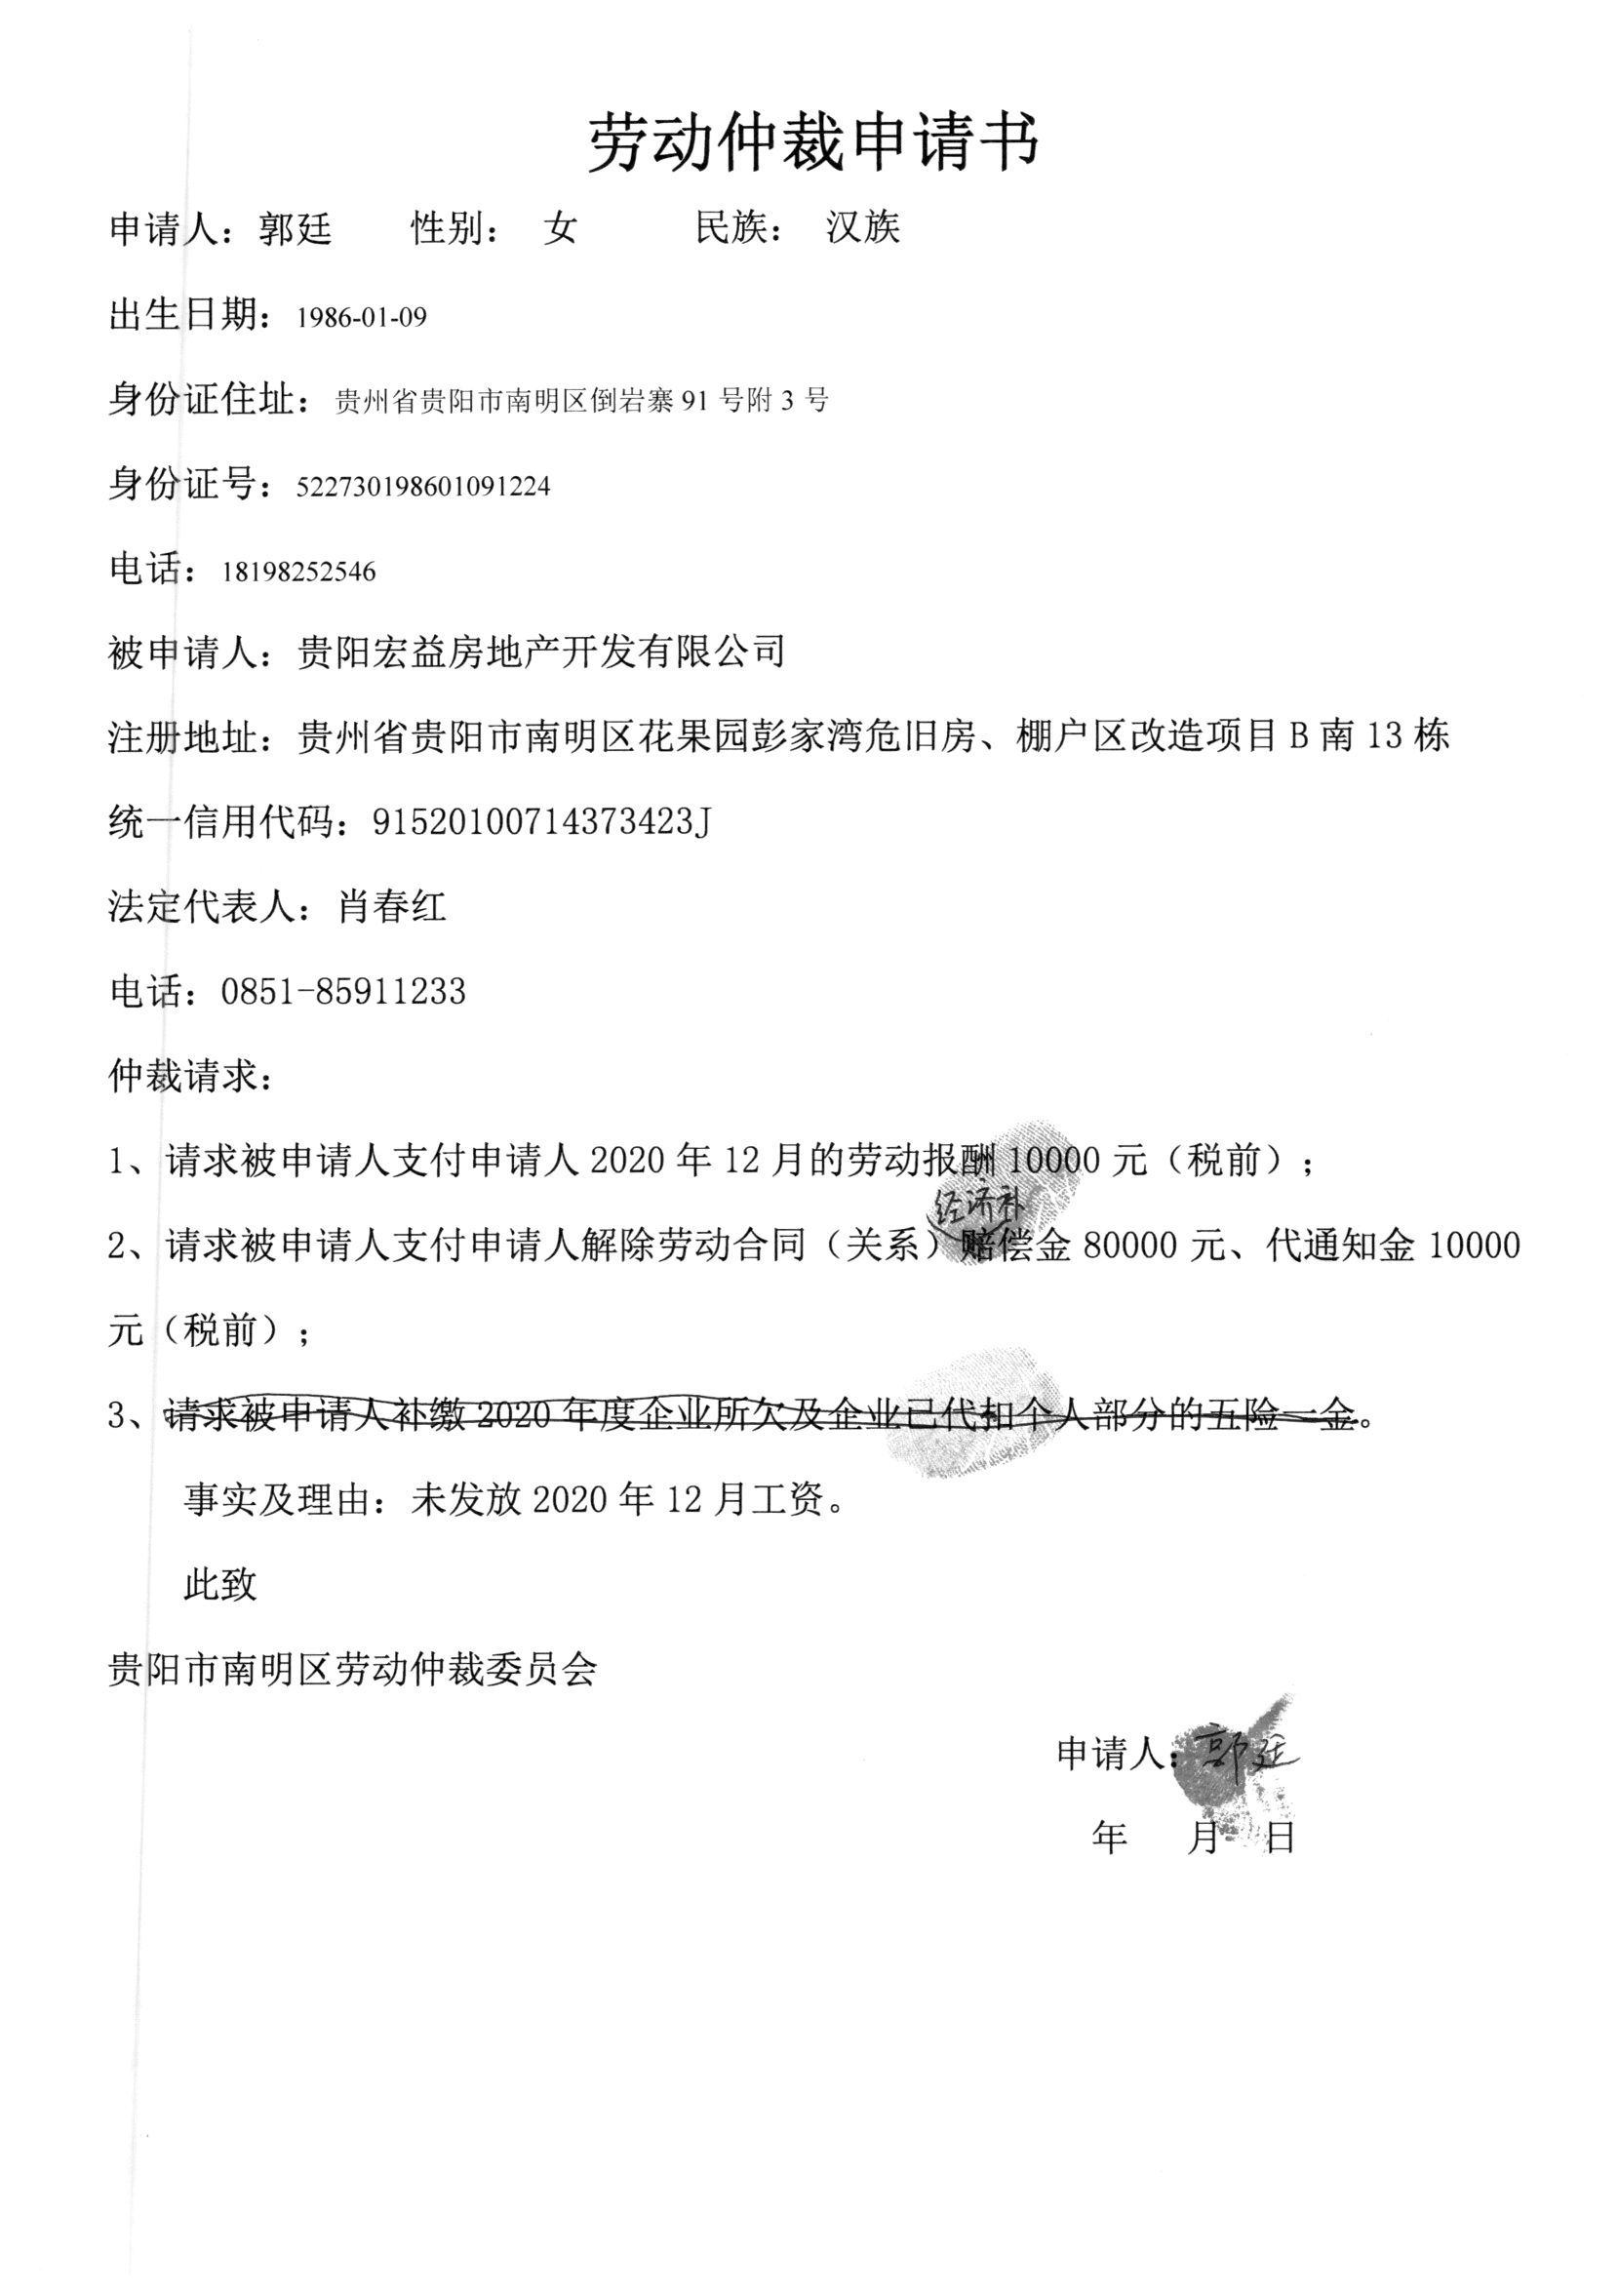 劳动仲裁申请书
申请人：郭廷 性别： 女 民族： 汉族
出生日期：1986-01-09
身份证住址：贵州省贵阳市南明区倒岩寨 91 号附 3 号
身份证号：522730198601091224
电话：18198252546
被申请人：贵阳宏益房地产开发有限公司
注册地址：贵州省贵阳市南明区花果园彭家湾危旧房、棚户区改造项目 B 南 13 栋
统一信用代码：91520100714373423J
法定代表人：肖春红
电话：0851-85911233
仲裁请求：
1、请求被申请人支付申请人 2020 年 12 月的劳动报酬 10000 元（税前）；
经济补
2、请求被申请人支付申请人解除劳动合同（关系）赔偿金 80000 元、代通知金 10000
元（税前）；
3、请求被申请人补缴 2020 年度企业所欠及企业已代扣个人部分的五险一金。
事实及理由：未发放 2020 年 12 月工资。
此致
贵阳市南明区劳动仲裁委员会
申请人：郭廷
年 月 日